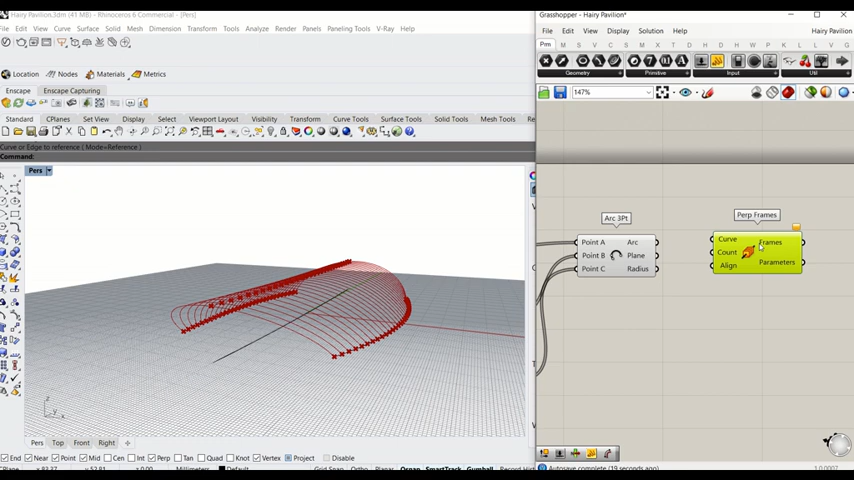 Hairy Pavilion.3dm (41 MB) - Rhinoceros 6 Commercial - [Pers]
File Edit View Curve Surface Solid Mesh Dimension Transform Tools Analyze Render Panels Paneling Tools V-Ray Help
Location Nodes Materials Metrics
Enscape Enscape Capturing
Standard CPlanes Set View Display Select Viewport Layout Visibility Transform Curve Tools Surface Tools Solid Tools Mesh Tools
Curve or Edge to reference ( Mode=Reference )
Command:
Pers
z
y
x
Pers Top Front Right
End Near Point Mid Cen Int Perp Tan Quad Knot Vertex Project Disable
CPlane Millimeters Default Grid Snap Ortho Planar Osnap SmartTrack Gumball
Grasshopper - Hairy Pavilion*
File Edit View Display Solution Help Hairy Pavilion
Prm
Geometry Primitive Input Util
147%
Arc 3Pt
Point A Arc
Point B Plane
Point C Radius
Perp Frames
Curve Frames
Count
Align Parameters
Autosave complete (19 seconds ago)
1.0.0007